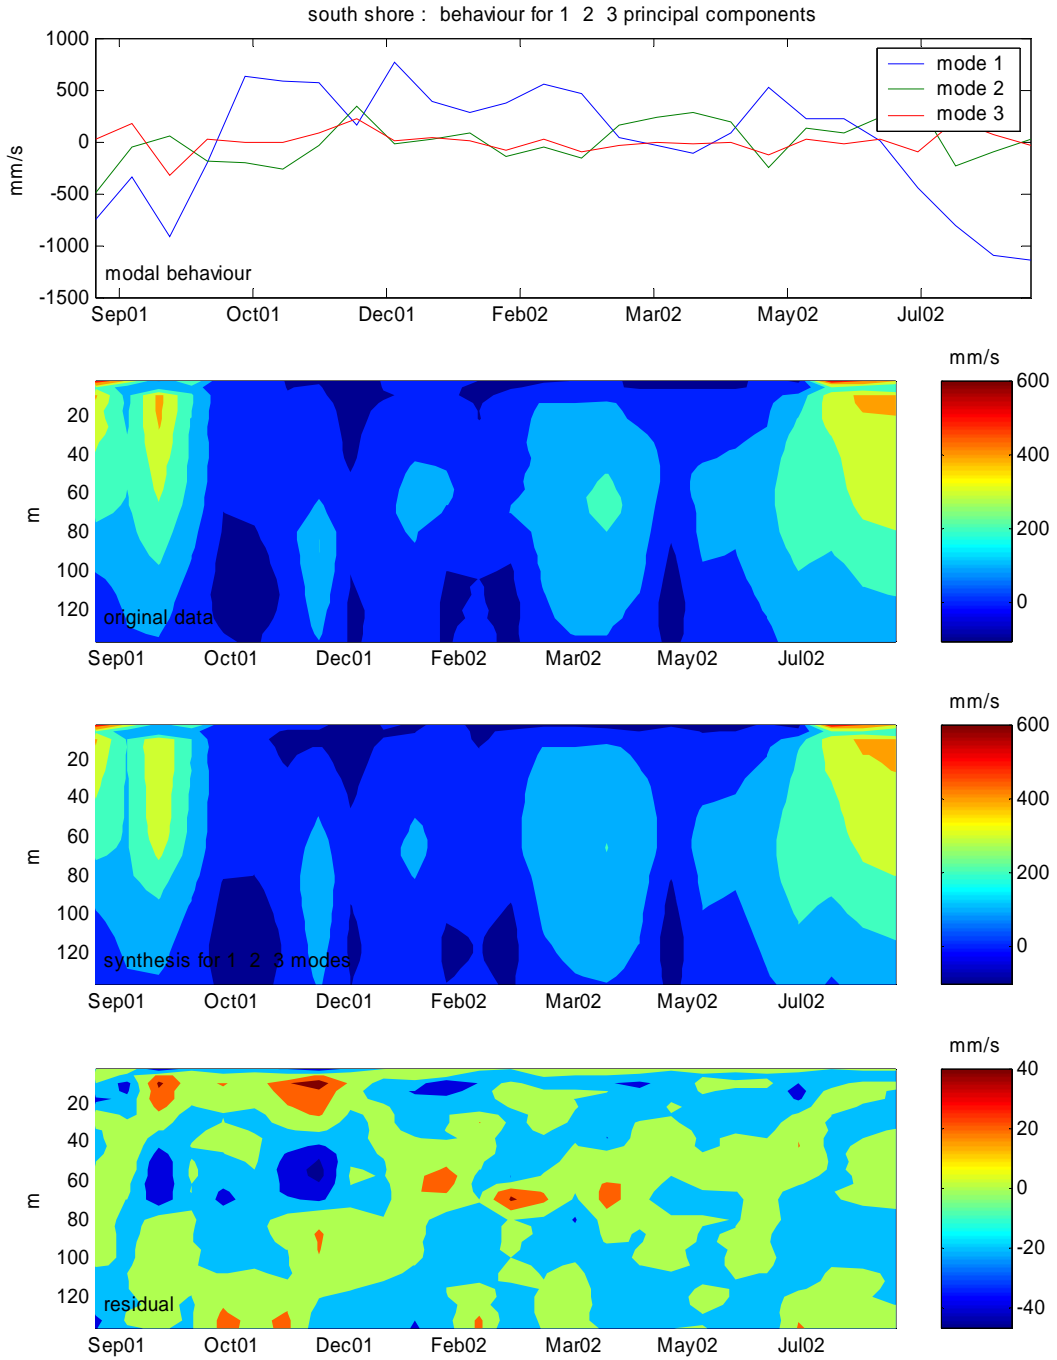 south shore :  behaviour for 1  2  3 principal components
1000
500
0
-500
-1000
-1500
mm/s
mode 1
mode 2
mode 3
modal behaviour
Sep01 Oct01 Dec01 Feb02 Mar02 May02 Jul02
mm/s
20
40
60
80
100
120
m
original data
600
400
200
0
Sep01 Oct01 Dec01 Feb02 Mar02 May02 Jul02
mm/s
20
40
60
80
100
120
m
synthesis for 1  2  3 modes
600
400
200
0
Sep01 Oct01 Dec01 Feb02 Mar02 May02 Jul02
mm/s
20
40
60
80
100
120
m
residual
40
20
0
-20
-40
Sep01 Oct01 Dec01 Feb02 Mar02 May02 Jul02